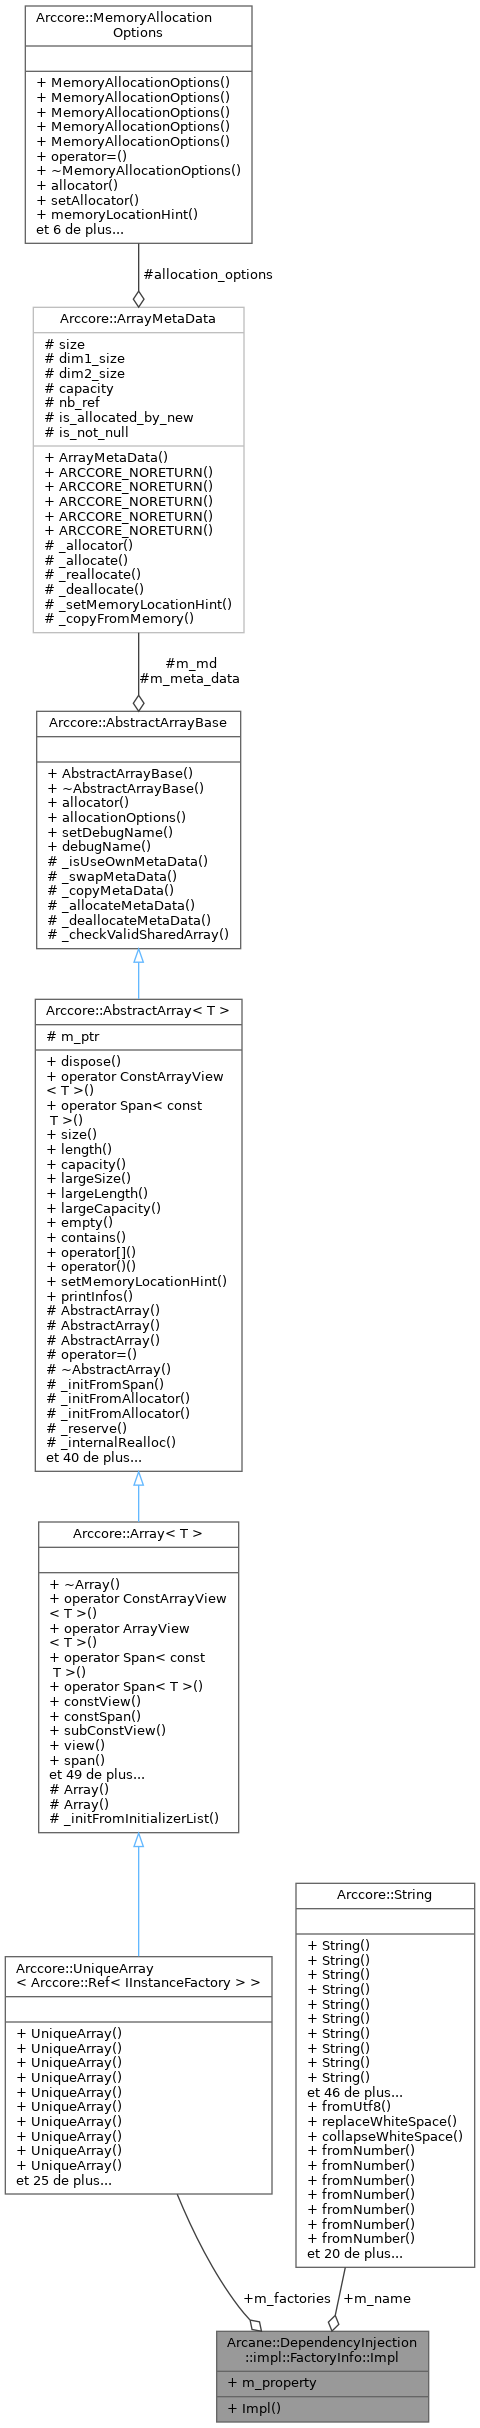 Arccore::MemoryAllocation
Options
+ MemoryAllocationOptions()
+ MemoryAllocationOptions()
+ MemoryAllocationOptions()
+ MemoryAllocationOptions()
+ MemoryAllocationOptions()
+ operator=()
+ ~MemoryAllocationOptions()
+ allocator()
+ setAllocator()
+ memoryLocationHint()
et 6 de plus...
#allocation_options
Arccore::ArrayMetaData
# size
# dim1_size
# dim2_size
# capacity
# nb_ref
# is_allocated_by_new
# is_not_null
+ ArrayMetaData()
+ ARCCORE_NORETURN()
+ ARCCORE_NORETURN()
+ ARCCORE_NORETURN()
+ ARCCORE_NORETURN()
+ ARCCORE_NORETURN()
# _allocator()
# _allocate()
# _reallocate()
# _deallocate()
# _setMemoryLocationHint()
# _copyFromMemory()
#m_md
#m_meta_data
Arccore::AbstractArrayBase
+ AbstractArrayBase()
+ ~AbstractArrayBase()
+ allocator()
+ allocationOptions()
+ setDebugName()
+ debugName()
# _isUseOwnMetaData()
# _swapMetaData()
# _copyMetaData()
# _allocateMetaData()
# _deallocateMetaData()
# _checkValidSharedArray()
Arccore::AbstractArray< T >
# m_ptr
+ dispose()
+ operator ConstArrayView
< T >()
+ operator Span< const
T >()
+ size()
+ length()
+ capacity()
+ largeSize()
+ largeLength()
+ largeCapacity()
+ empty()
+ contains()
+ operator[]()
+ operator()()
+ setMemoryLocationHint()
+ printInfos()
# AbstractArray()
# AbstractArray()
# AbstractArray()
# operator=()
# ~AbstractArray()
# _initFromSpan()
# _initFromAllocator()
# _initFromAllocator()
# _reserve()
# _internalRealloc()
et 40 de plus...
Arccore::Array< T >
+ ~Array()
+ operator ConstArrayView
< T >()
+ operator ArrayView
< T >()
+ operator Span< const
T >()
+ operator Span< T >()
+ constView()
+ constSpan()
+ subConstView()
+ view()
+ span()
et 49 de plus...
# Array()
# Array()
# _initFromInitializerList()
Arccore::String
+ String()
+ String()
+ String()
+ String()
+ String()
+ String()
+ String()
+ String()
+ String()
+ String()
et 46 de plus...
+ fromUtf8()
+ replaceWhiteSpace()
+ collapseWhiteSpace()
+ fromNumber()
+ fromNumber()
+ fromNumber()
+ fromNumber()
+ fromNumber()
+ fromNumber()
+ fromNumber()
et 20 de plus...
Arccore::UniqueArray
< Arccore::Ref< IInstanceFactory > >
+ UniqueArray()
+ UniqueArray()
+ UniqueArray()
+ UniqueArray()
+ UniqueArray()
+ UniqueArray()
+ UniqueArray()
+ UniqueArray()
+ UniqueArray()
+ UniqueArray()
et 25 de plus...
+m_factories
+m_name
Arcane::DependencyInjection
::impl::FactoryInfo::Impl
+ m_property
+ Impl()